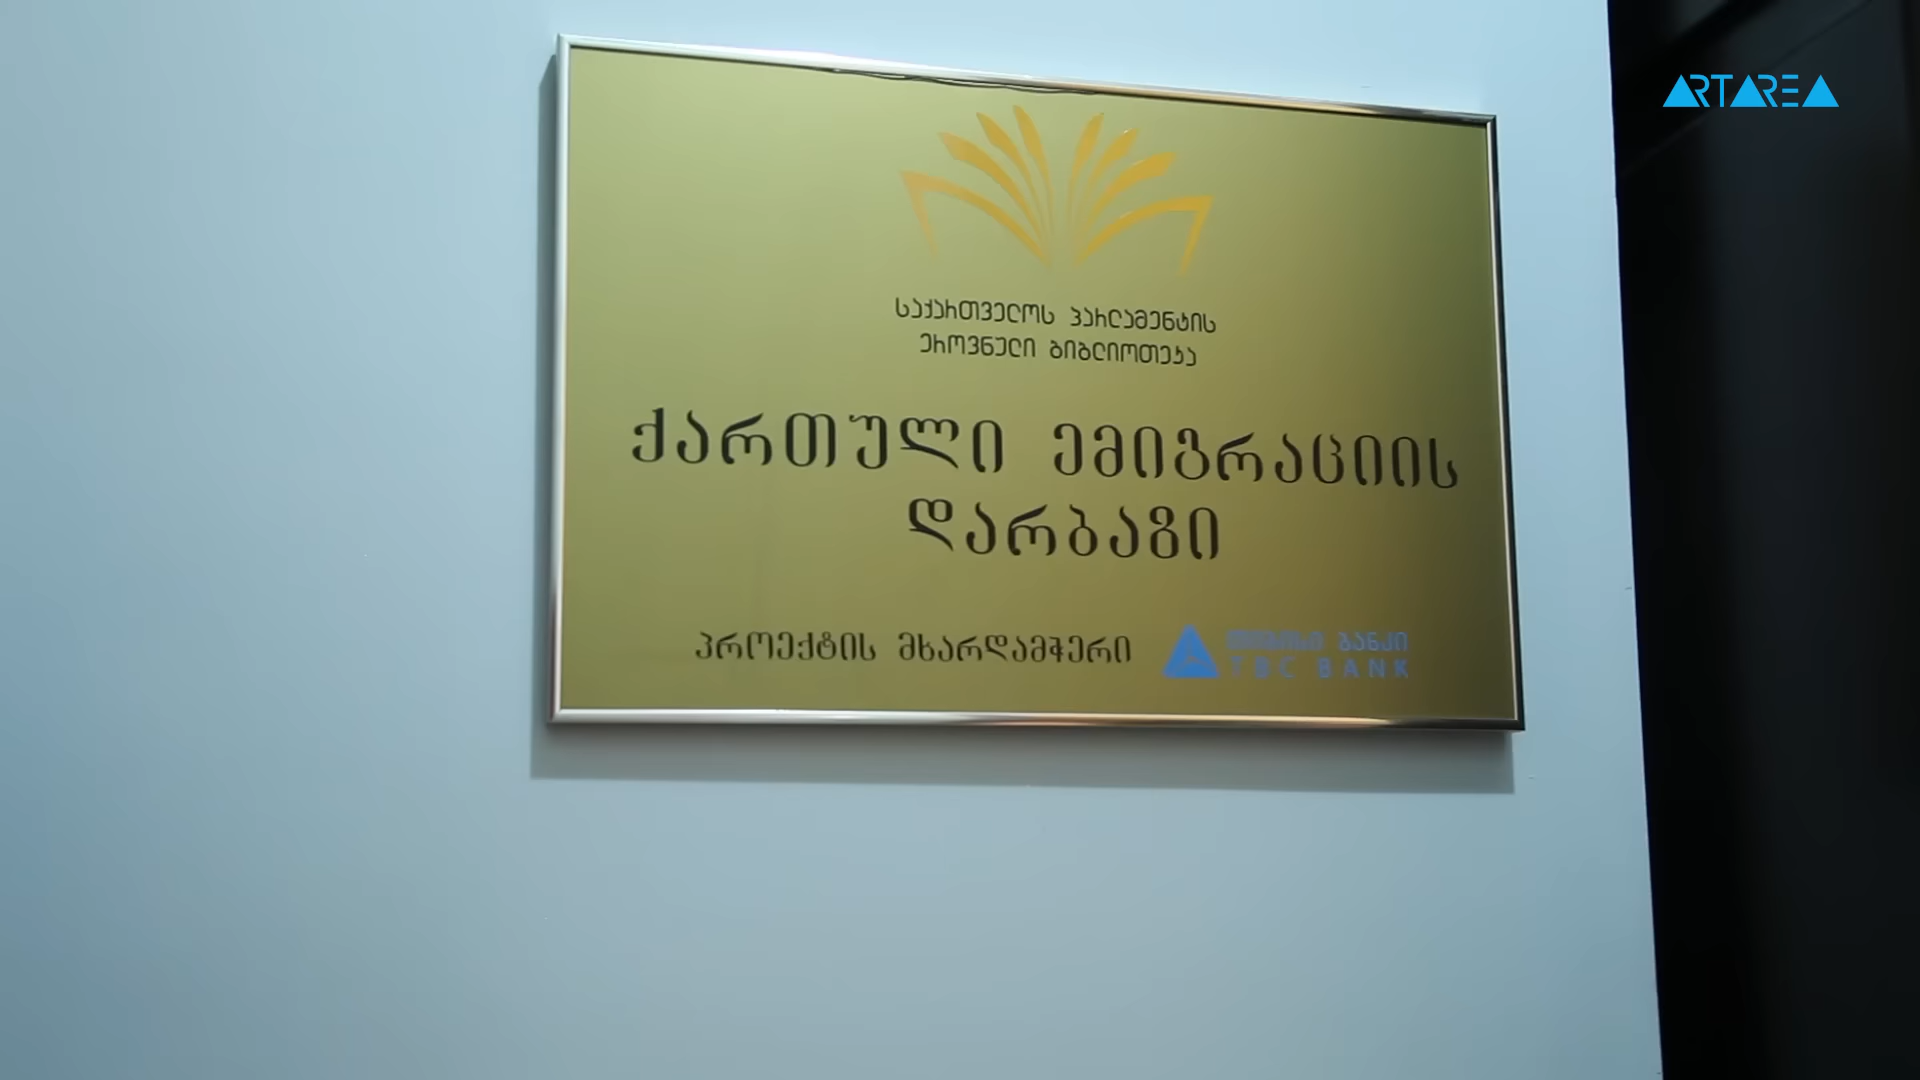 ARTAREA
საქართველოს პარლამენტის
ეროვნული ბიბლიოთეკა
ქართული ემიგრაციის
დარბაზი
პროექტის მხარდამჭერი
თიბისი ბანკი
TBC BANK